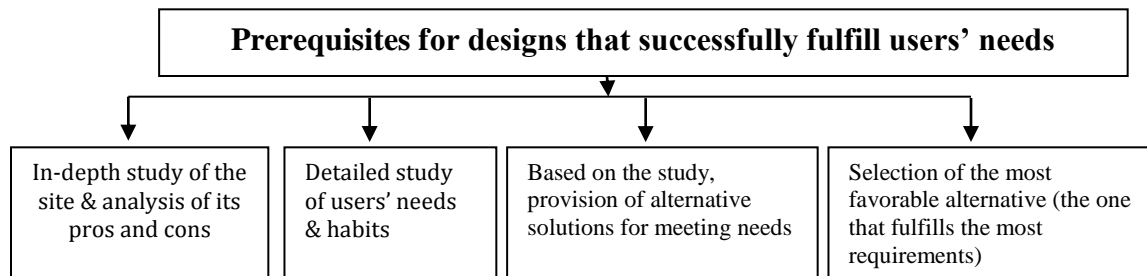 Prerequisites for designs that successfully fulfill users’ needs
In-depth study of the
site & analysis of its
pros and cons
Detailed study
of users’ needs
& habits
Based on the study,
provision of alternative
solutions for meeting needs
Selection of the most
favorable alternative (the one
that fulfills the most
requirements)